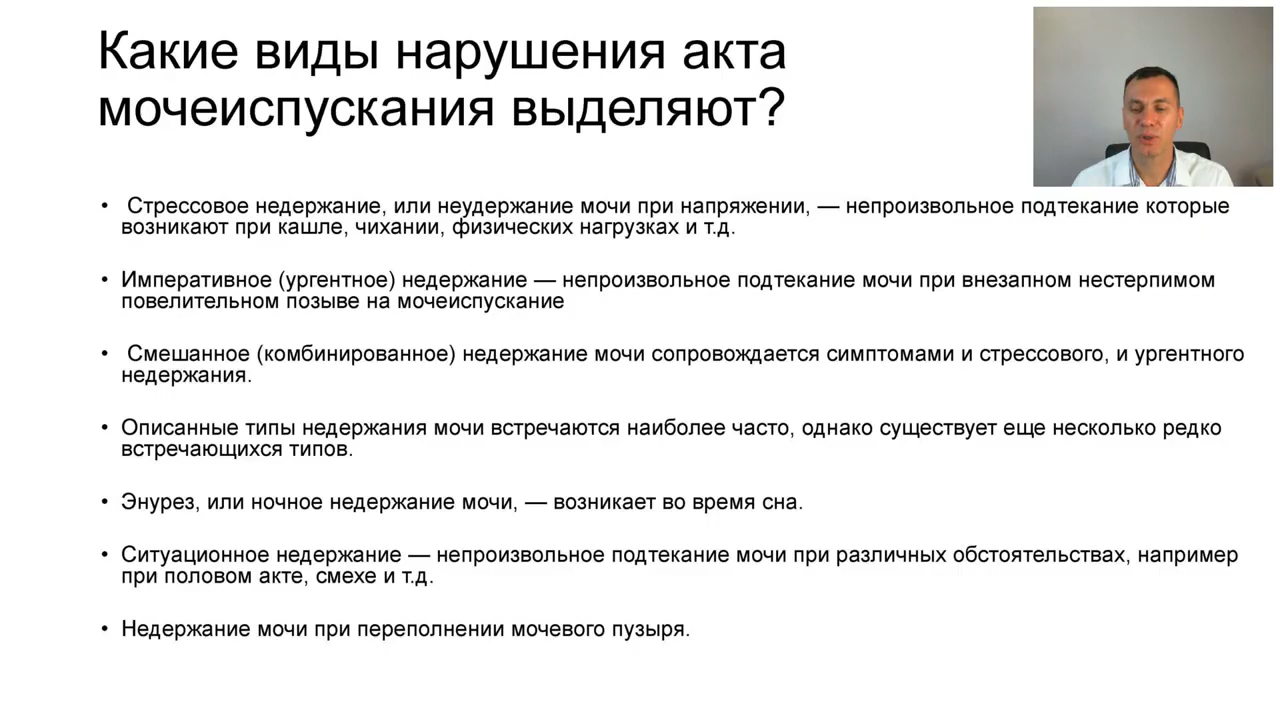 Какие виды нарушения акта
мочеиспускания выделяют?
• Стрессовое недержание, или неудержание мочи при напряжении, — непроизвольное подтекание которые
возникают при кашле, чихании, физических нагрузках и т.д.
• Императивное (ургентное) недержание — непроизвольное подтекание мочи при внезапном нестерпимом
повелительном позыве на мочеиспускание
• Смешанное (комбинированное) недержание мочи сопровождается симптомами и стрессового, и ургентного
недержания.
• Описанные типы недержания мочи встречаются наиболее часто, однако существует еще несколько редко
встречающихся типов.
• Энурез, или ночное недержание мочи, — возникает во время сна.
• Ситуационное недержание — непроизвольное подтекание мочи при различных обстоятельствах, например
при половом акте, смехе и т.д.
• Недержание мочи при переполнении мочевого пузыря.